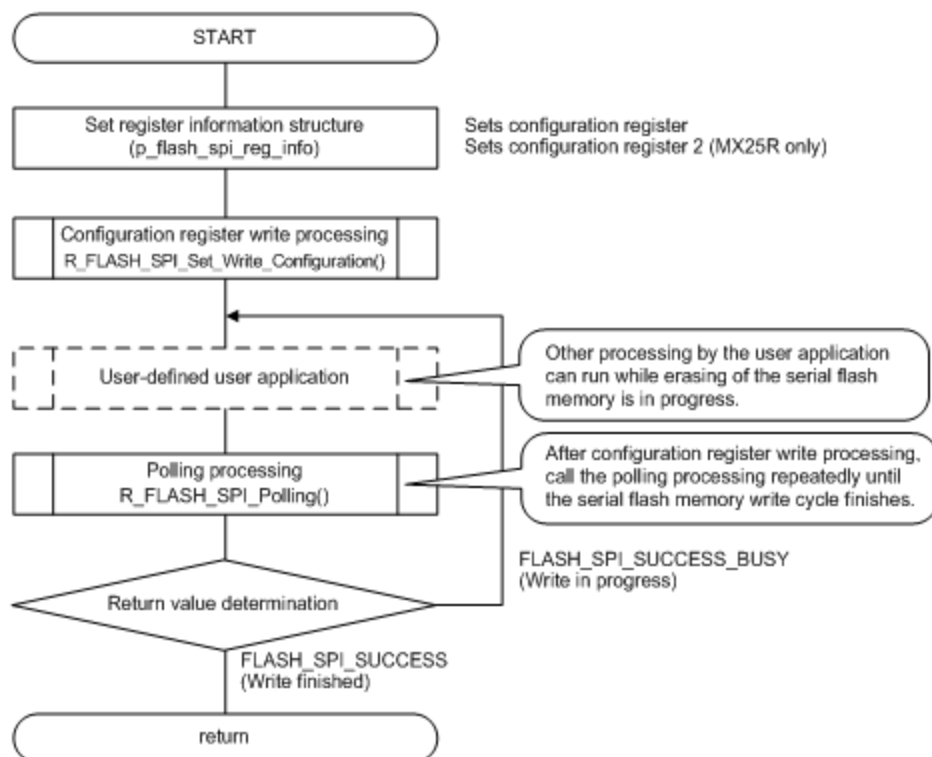 START
Set register information structure
(p_flash_spi_reg_info)
Sets configuration register
Sets configuration register 2 (MX25R only)
Configuration register write processing
R_FLASH_SPI_Set_Write_Configuration()
User-defined user application
Other processing by the user application
can run while erasing of the serial flash
memory is in progress.
Polling processing
R_FLASH_SPI_Polling()
After configuration register write processing,
call the polling processing repeatedly until
the serial flash memory write cycle finishes.
FLASH_SPI_SUCCESS_BUSY
(Write in progress)
Return value determination
FLASH_SPI_SUCCESS
(Write finished)
return